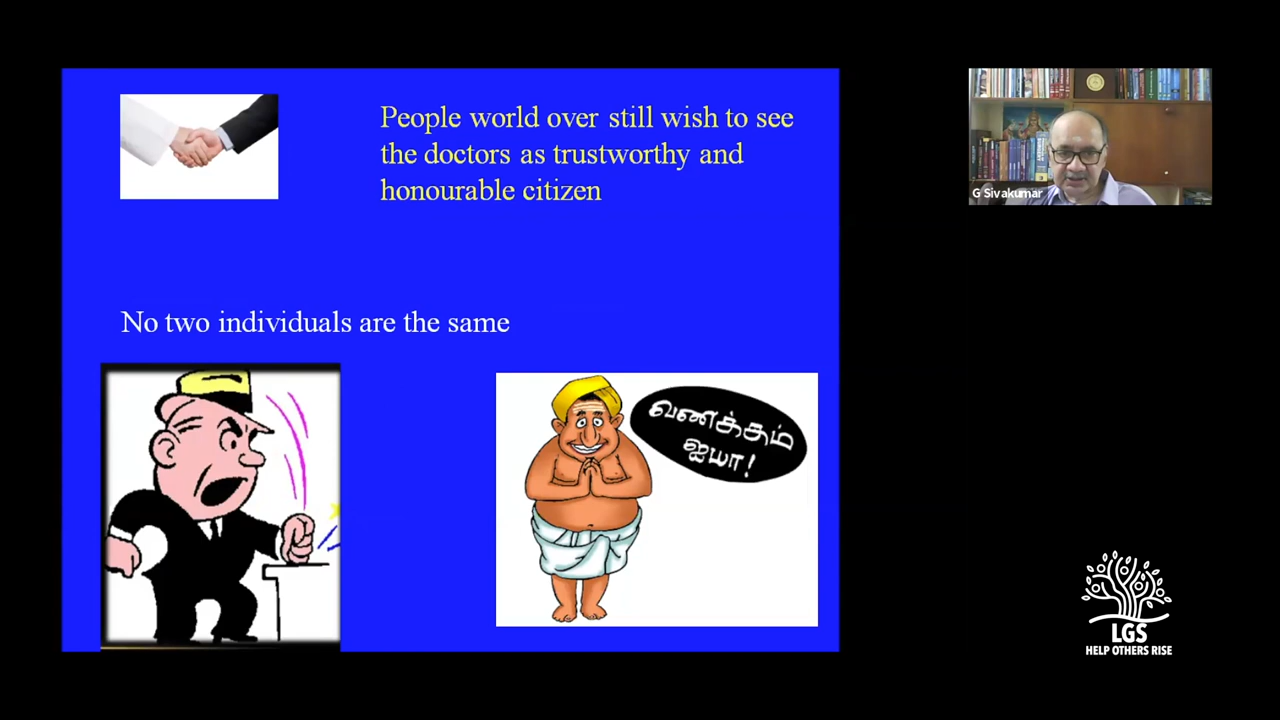 People world over still wish to see
the doctors as trustworthy and
honourable citizen
G Sivakumar
No two individuals are the same
வணக்கம்
ஐயா!
LGS
HELP OTHERS RISE